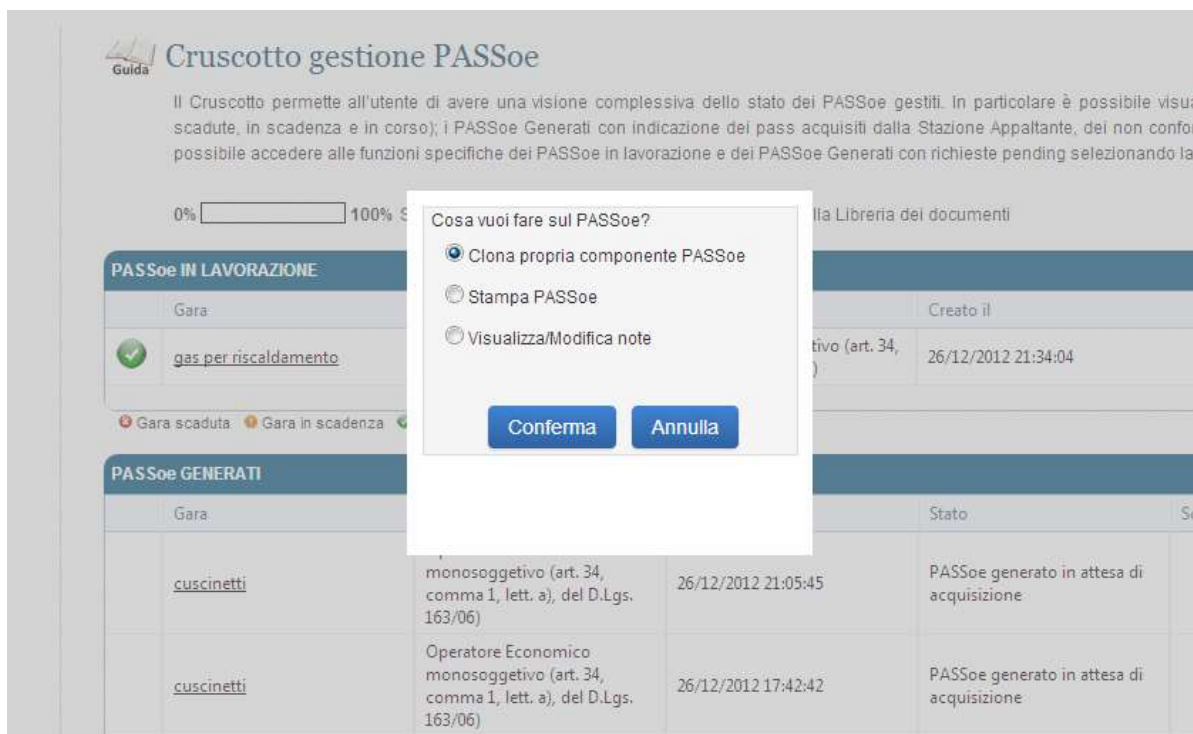 Guida
Cruscotto gestione PASSoe
Il Cruscotto permette all'utente di avere una visione complessiva dello stato dei PASSoe gestiti. In particolare è possibile
scadute, in scadenza e in corso); i PASSoe Generati con indicazione dei pass acquisiti dalla Stazione Appaltante, dei non
possibile accedere alle funzioni specifiche dei PASSoe in lavorazione e dei PASSoe Generati con richieste pending selezionando la
0% 100% Libreria dei documenti
Cosa vuoi fare sul PASSoe?
Clona propria componente PASSoe
Stampa PASSoe
Visualizza/Modifica note
Conferma Annulla
PASSoe IN LAVORAZIONE
Gara Creato il
gas per riscaldamento (art. 34, 26/12/2012 21:34:04
Gara scaduta Gara in scadenza
PASSoe GENERATI
Gara Stato
cuscinetti
monosoggetivo (art. 34,
comma 1, lett. a), del D.Lgs.
163/06)
26/12/2012 21:05:45
PASSoe generato in attesa di
acquisizione
cuscinetti
Operatore Economico
monosoggetivo (art. 34,
comma 1, lett. a), del D.Lgs.
163/06)
26/12/2012 17:42:42
PASSoe generato in attesa di
acquisizione